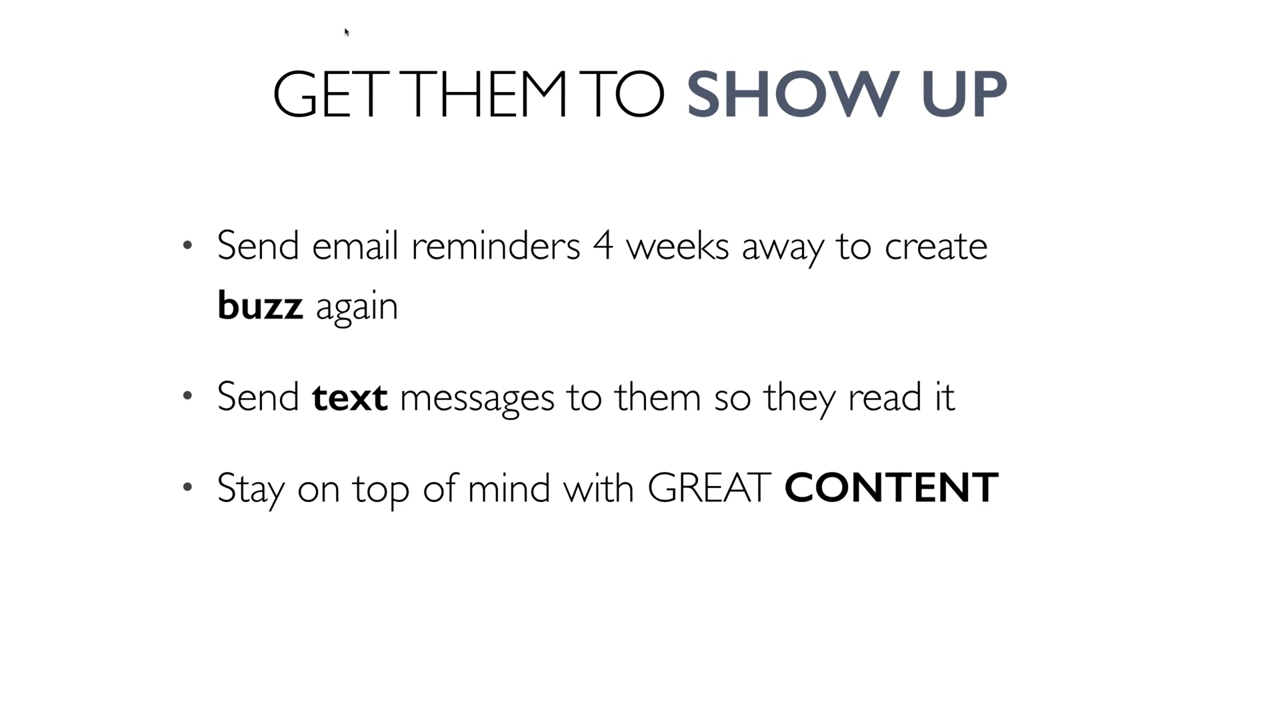 GET THEM TO SHOW UP
• Send email reminders 4 weeks away to create
buzz again
• Send text messages to them so they read it
• Stay on top of mind with GREAT CONTENT